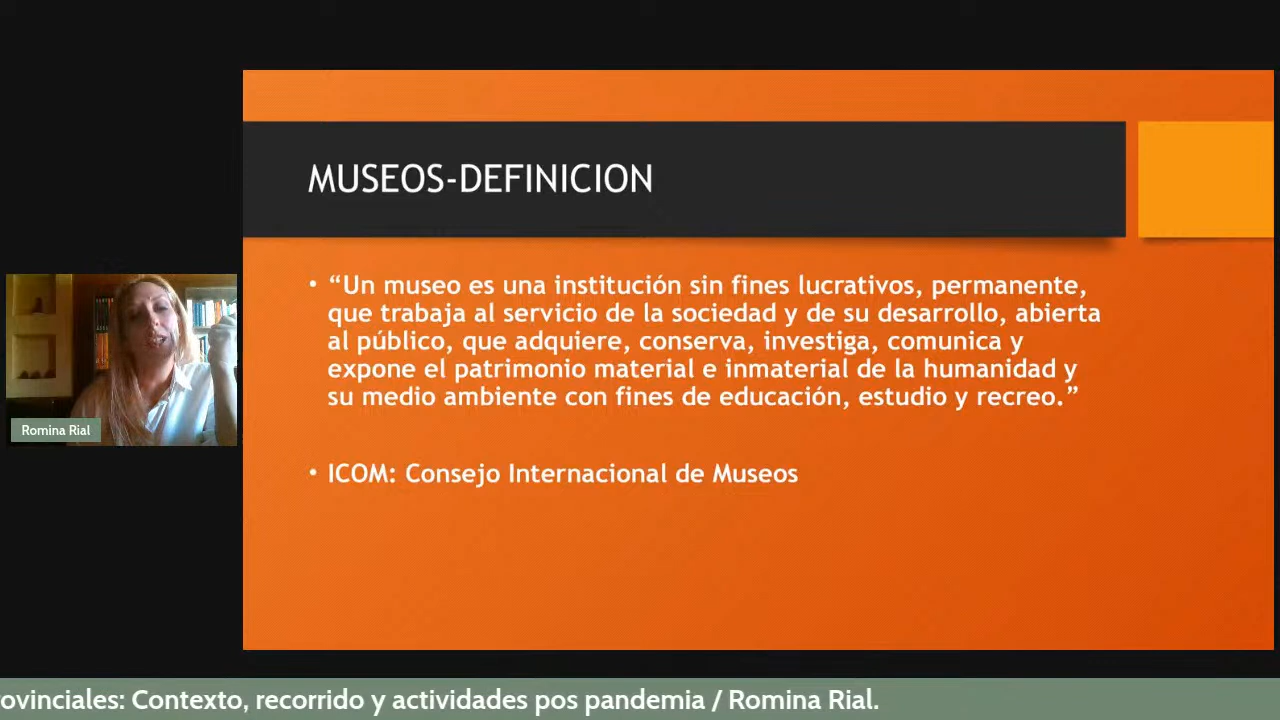 MUSEOS-DEFINICION
• “Un museo es una institución sin fines lucrativos, permanente,
que trabaja al servicio de la sociedad y de su desarrollo, abierta
al público, que adquiere, conserva, investiga, comunica y
expone el patrimonio material e inmaterial de la humanidad y
su medio ambiente con fines de educación, estudio y recreo.”
• ICOM: Consejo Internacional de Museos
Romina Rial
rovinciales: Contexto, recorrido y actividades pos pandemia / Romina Rial.